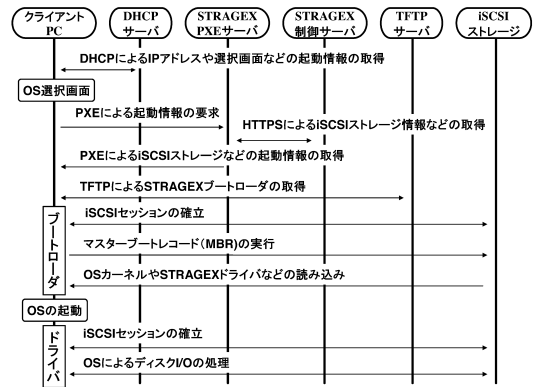 クライアント
PC
DHCP
サーバ
STRAGEX
PXEサーバ
STRAGEX
制御サーバ
TFTP
サーバ
iSCSI
ストレージ
DHCPによるIPアドレスや選択画面などの起動情報の取得
OS選択画面
PXEによる起動情報の要求
HTTPSによるiSCSIストレージ情報などの取得
PXEによるiSCSIストレージなどの起動情報の取得
TFTPによるSTRAGEXブートローダの取得
ブートローダ
iSCSIセッションの確立
マスターブートレコード(MBR)の実行
OSカーネルやSTRAGEXドライバなどの読み込み
OSの起動
ドライバ
iSCSIセッションの確立
OSによるディスクI/Oの処理